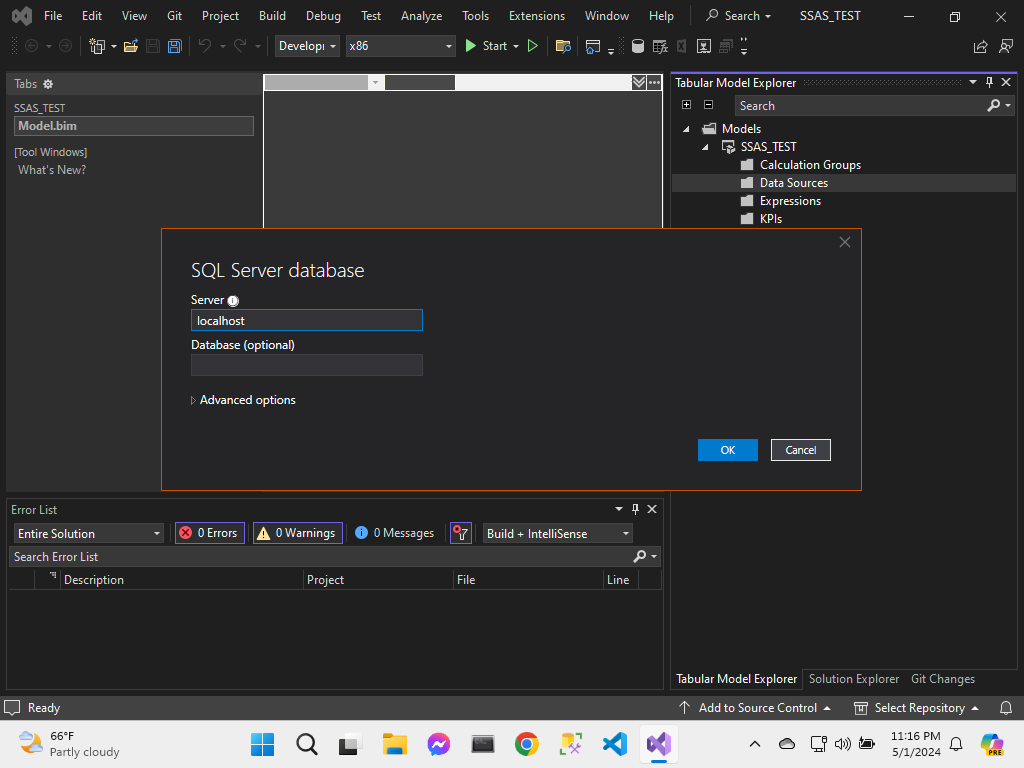 File Edit View Git Project Build Debug Test Analyze Tools Extensions Window Help Search SSAS_TEST
Developi x86 Start
Tabs
SSAS_TEST
Model.bim
[Tool Windows]
What's New?
Tabular Model Explorer
Search
Models
SSAS_TEST
Calculation Groups
Data Sources
Expressions
KPIs
SQL Server database
Server
localhost
Database (optional)
Advanced options
OK Cancel
Error List
Entire Solution 0 Errors 0 Warnings 0 Messages Build + IntelliSense
Search Error List
Description Project File Line
Tabular Model Explorer Solution Explorer Git Changes
Ready Add to Source Control Select Repository
66°F
Partly cloudy
11:16 PM
5/1/2024
PRE